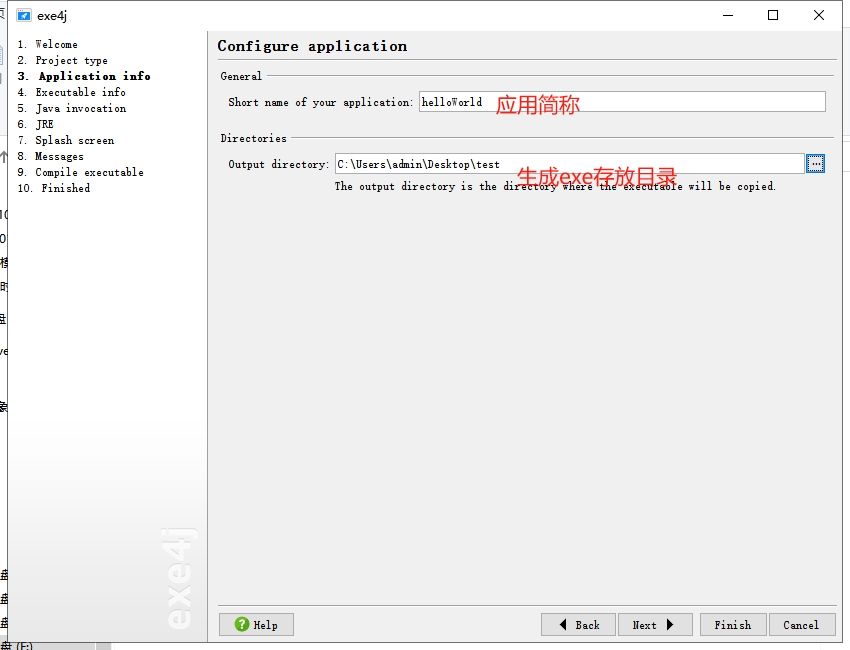 exe4j
1. Welcome
2. Project type
3. Application info
4. Executable info
5. Java invocation
6. JRE
7. Splash screen
8. Messages
9. Compile executable
10. Finished
exe4j
Configure application
General
Short name of your application: helloWorld 应用简称
Directories
Output directory: C:\Users\admin\Desktop\test ...
生成exe存放目录
The output directory is the directory where the executable will be copied.
? Help
Back
Next
Finish
Cancel
盘 (F:)